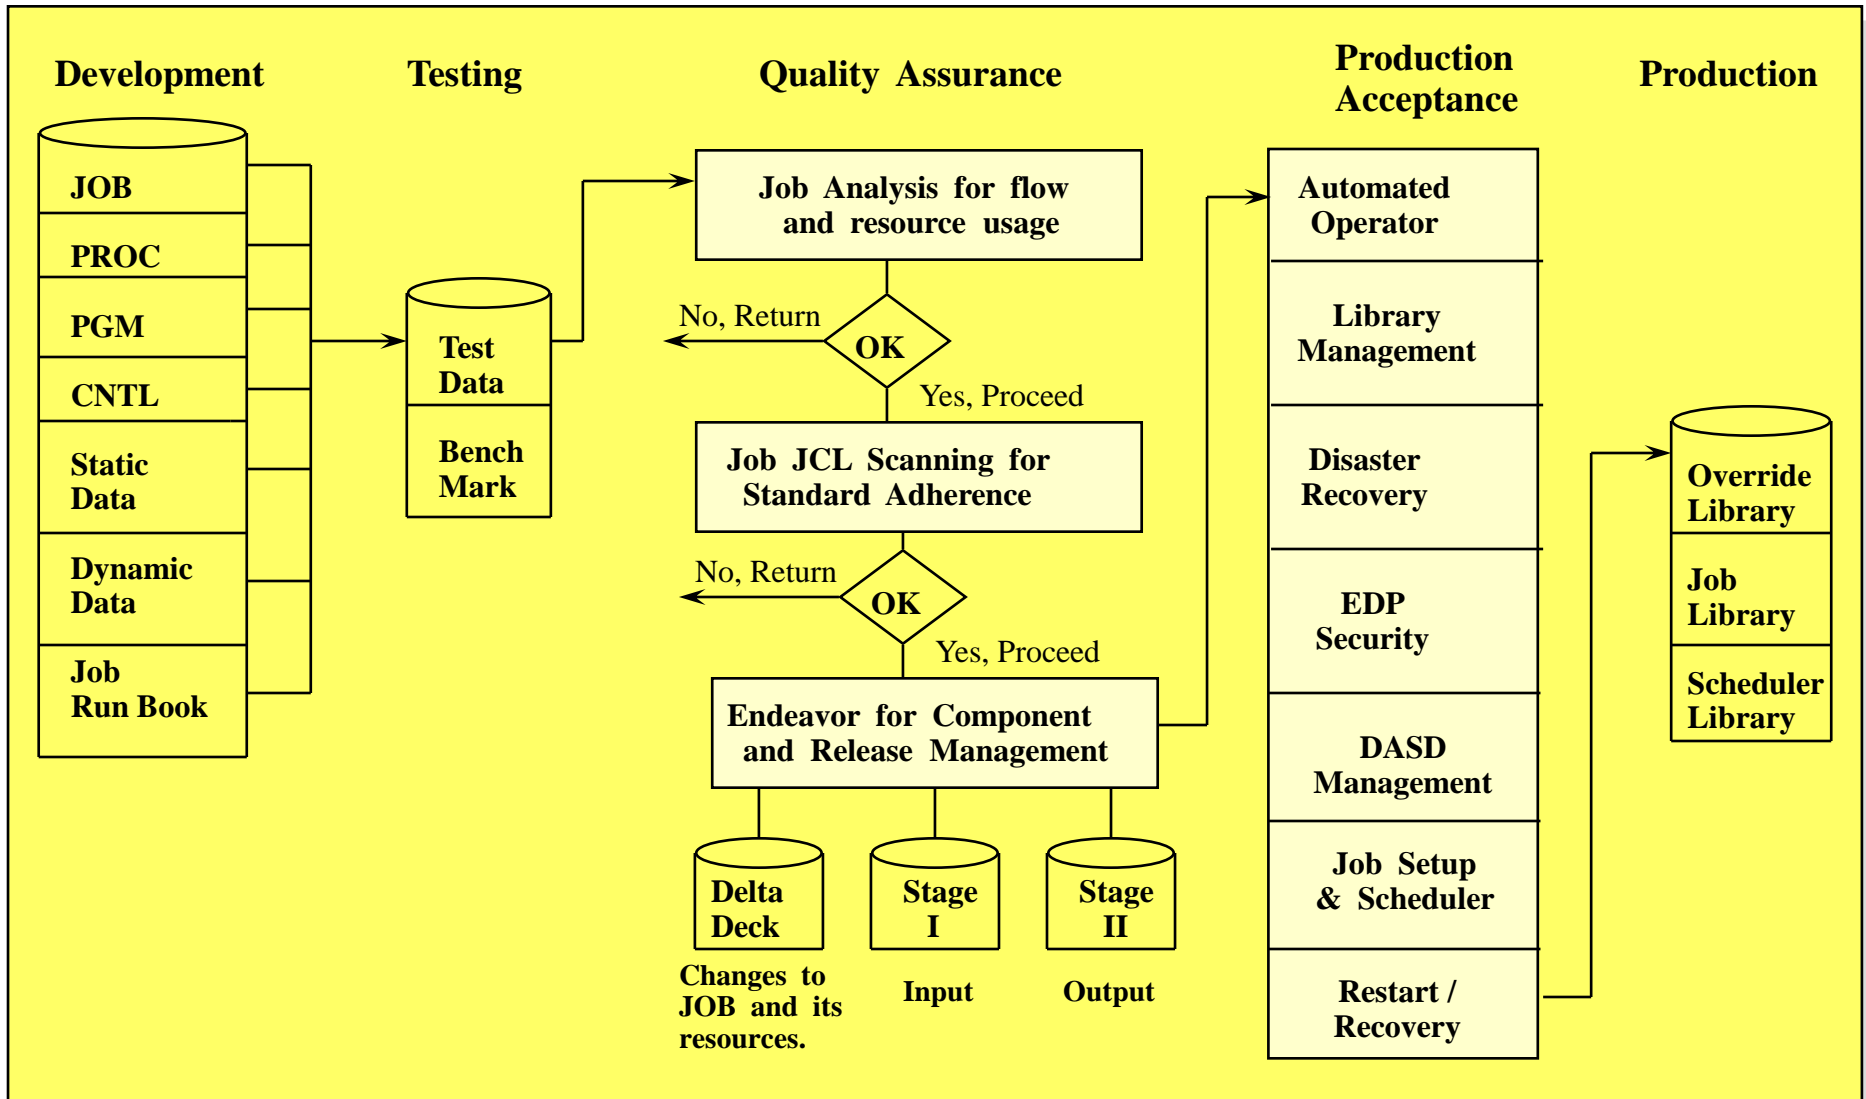 Development
Testing
Quality Assurance
Production
Acceptance
Production
JOB
PROC
PGM
CNTL
Static
Data
Dynamic
Data
Job
Run Book
Test
Data
Bench
Mark
Job Analysis for flow
and resource usage
No, Return
OK
Yes, Proceed
Job JCL Scanning for
Standard Adherence
No, Return
OK
Yes, Proceed
Endeavor for Component
and Release Management
Delta
Deck
Stage
I
Stage
II
Changes to
JOB and its
resources.
Input
Output
Automated
Operator
Library
Management
Disaster
Recovery
EDP
Security
DASD
Management
Job Setup
& Scheduler
Restart /
Recovery
Override
Library
Job
Library
Scheduler
Library